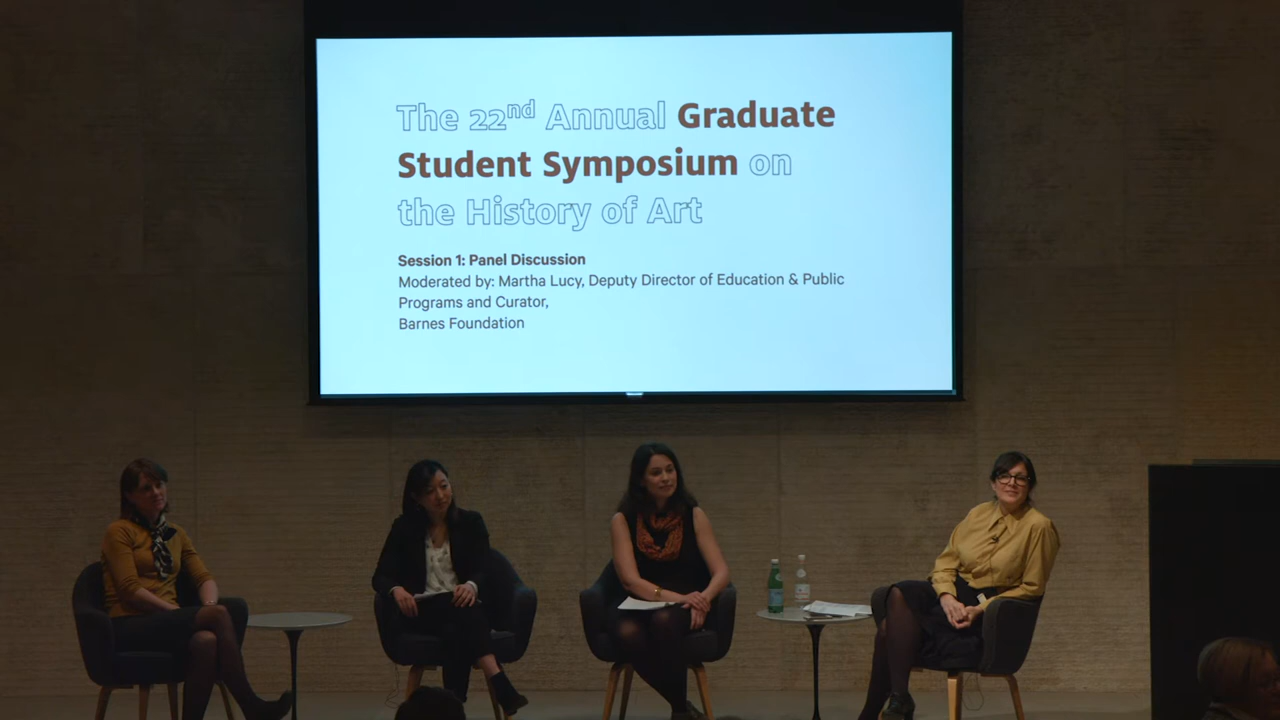 The 22nd Annual Graduate
Student Symposium on
the History of Art
Session 1: Panel Discussion
Moderated by: Martha Lucy, Deputy Director of Education & Public
Programs and Curator,
Barnes Foundation